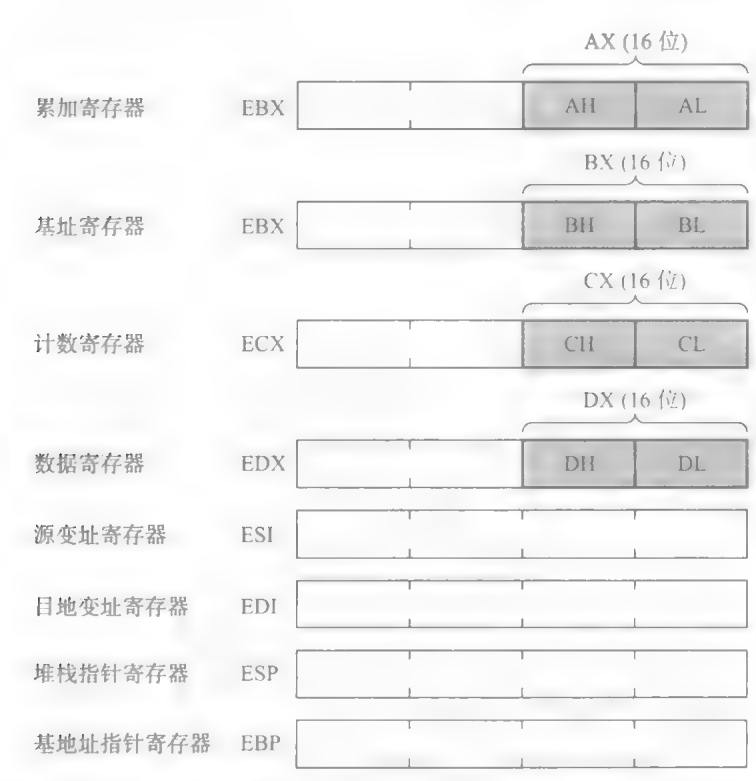 AX (16 位)
累加寄存器 EBX AH AL
BX (16 位)
基址寄存器 EBX BH BL
CX (16 位)
计数寄存器 ECX CH CL
DX (16 位)
数据寄存器 EDX DH DL
源变址寄存器 ESI
目地变址寄存器 EDI
堆栈指针寄存器 ESP
基地址指针寄存器 EBP